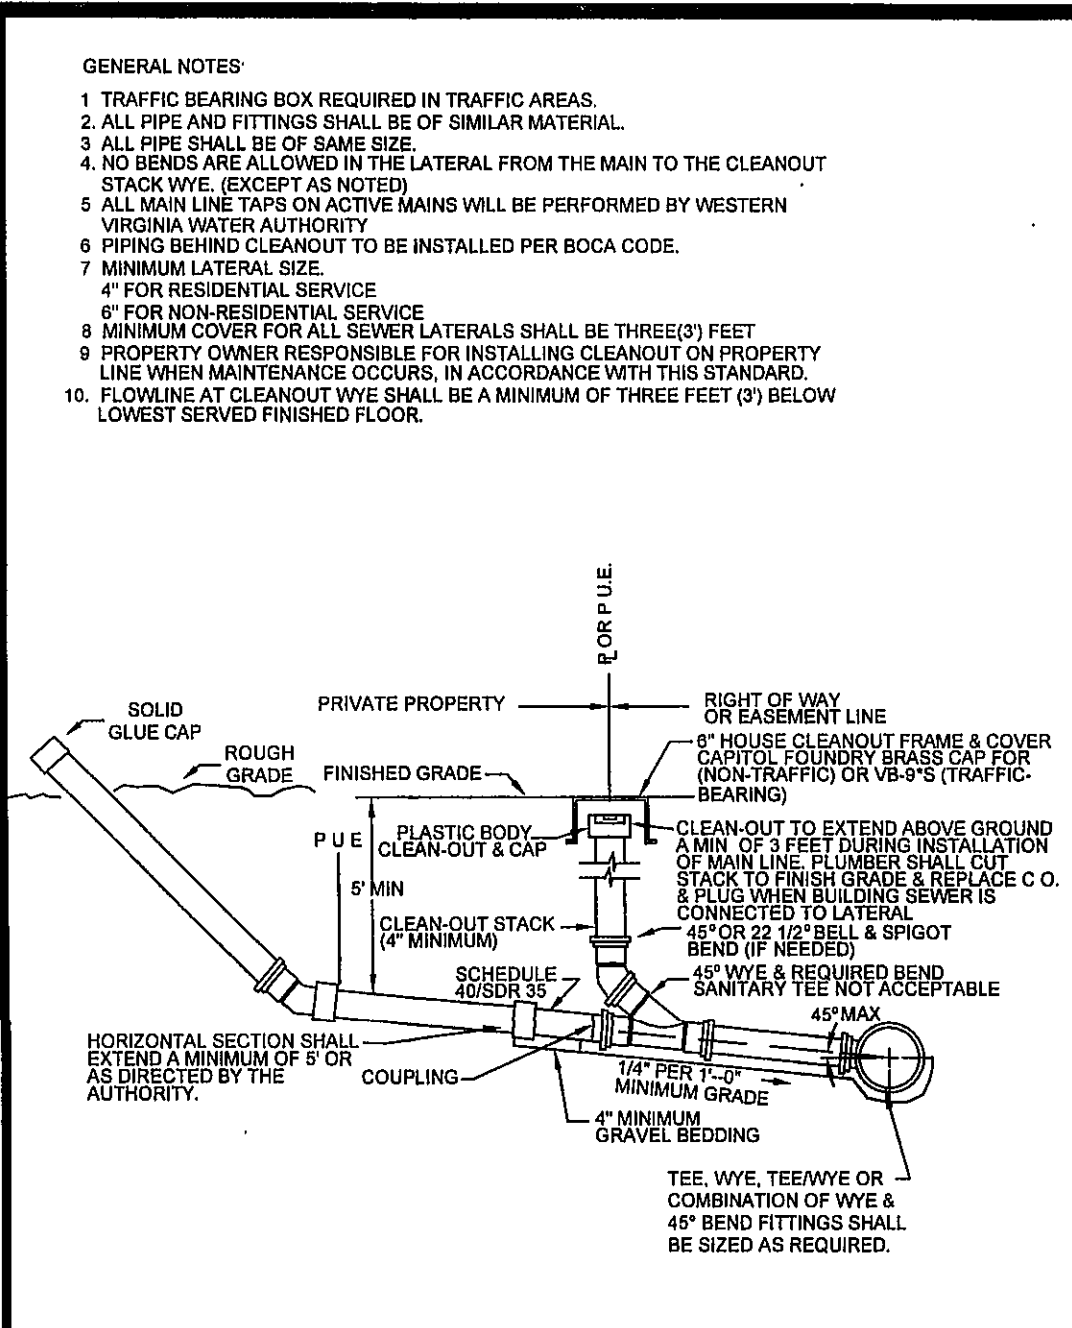 GENERAL NOTES
1 TRAFFIC BEARING BOX REQUIRED IN TRAFFIC AREAS.
2. ALL PIPE AND FITTINGS SHALL BE OF SIMILAR MATERIAL.
3 ALL PIPE SHALL BE OF SAME SIZE.
4. NO BENDS ARE ALLOWED IN THE LATERAL FROM THE MAIN TO THE CLEANOUT
STACK WYE. (EXCEPT AS NOTED)
5 ALL MAIN LINE TAPS ON ACTIVE MAINS WILL BE PERFORMED BY WESTERN
VIRGINIA WATER AUTHORITY
6 PIPING BEHIND CLEANOUT TO BE INSTALLED PER BOCA CODE.
7 MINIMUM LATERAL SIZE.
4" FOR RESIDENTIAL SERVICE
6" FOR NON-RESIDENTIAL SERVICE
8 MINIMUM COVER FOR ALL SEWER LATERALS SHALL BE THREE(3') FEET
9 PROPERTY OWNER RESPONSIBLE FOR INSTALLING CLEANOUT ON PROPERTY
LINE WHEN MAINTENANCE OCCURS, IN ACCORDANCE WITH THIS STANDARD.
10. FLOWLINE AT CLEANOUT WYE SHALL BE A MINIMUM OF THREE FEET (3') BELOW
LOWEST SERVED FINISHED FLOOR.
OR P U.E.
PRIVATE PROPERTY
RIGHT OF WAY
OR EASEMENT LINE
SOLID
GLUE CAP
ROUGH
GRADE
FINISHED GRADE
6" HOUSE CLEANOUT FRAME & COVER
CAPITOL FOUNDRY BRASS CAP FOR
(NON-TRAFFIC) OR VB-9"S (TRAFFIC-
BEARING)
P U E
5' MIN
PLASTIC BODY
CLEAN-OUT & CAP
CLEAN-OUT TO EXTEND ABOVE GROUND
A MIN OF 3 FEET DURING INSTALLATION
OF MAIN LINE. PLUMBER SHALL CUT
STACK TO FINISH GRADE & REPLACE C O.
& PLUG WHEN BUILDING SEWER IS
CONNECTED TO LATERAL
CLEAN-OUT STACK
(4" MINIMUM)
45° OR 22 1/2° BELL & SPIGOT
BEND (IF NEEDED)
SCHEDULE
40/SDR 35
45° WYE & REQUIRED BEND
SANITARY TEE NOT ACCEPTABLE
45° MAX
HORIZONTAL SECTION SHALL
EXTEND A MINIMUM OF 5' OR
AS DIRECTED BY THE
AUTHORITY.
COUPLING
1/4" PER 1'--0"
MINIMUM GRADE
4" MINIMUM
GRAVEL BEDDING
TEE, WYE, TEE/WYE OR
COMBINATION OF WYE &
45° BEND FITTINGS SHALL
BE SIZED AS REQUIRED.